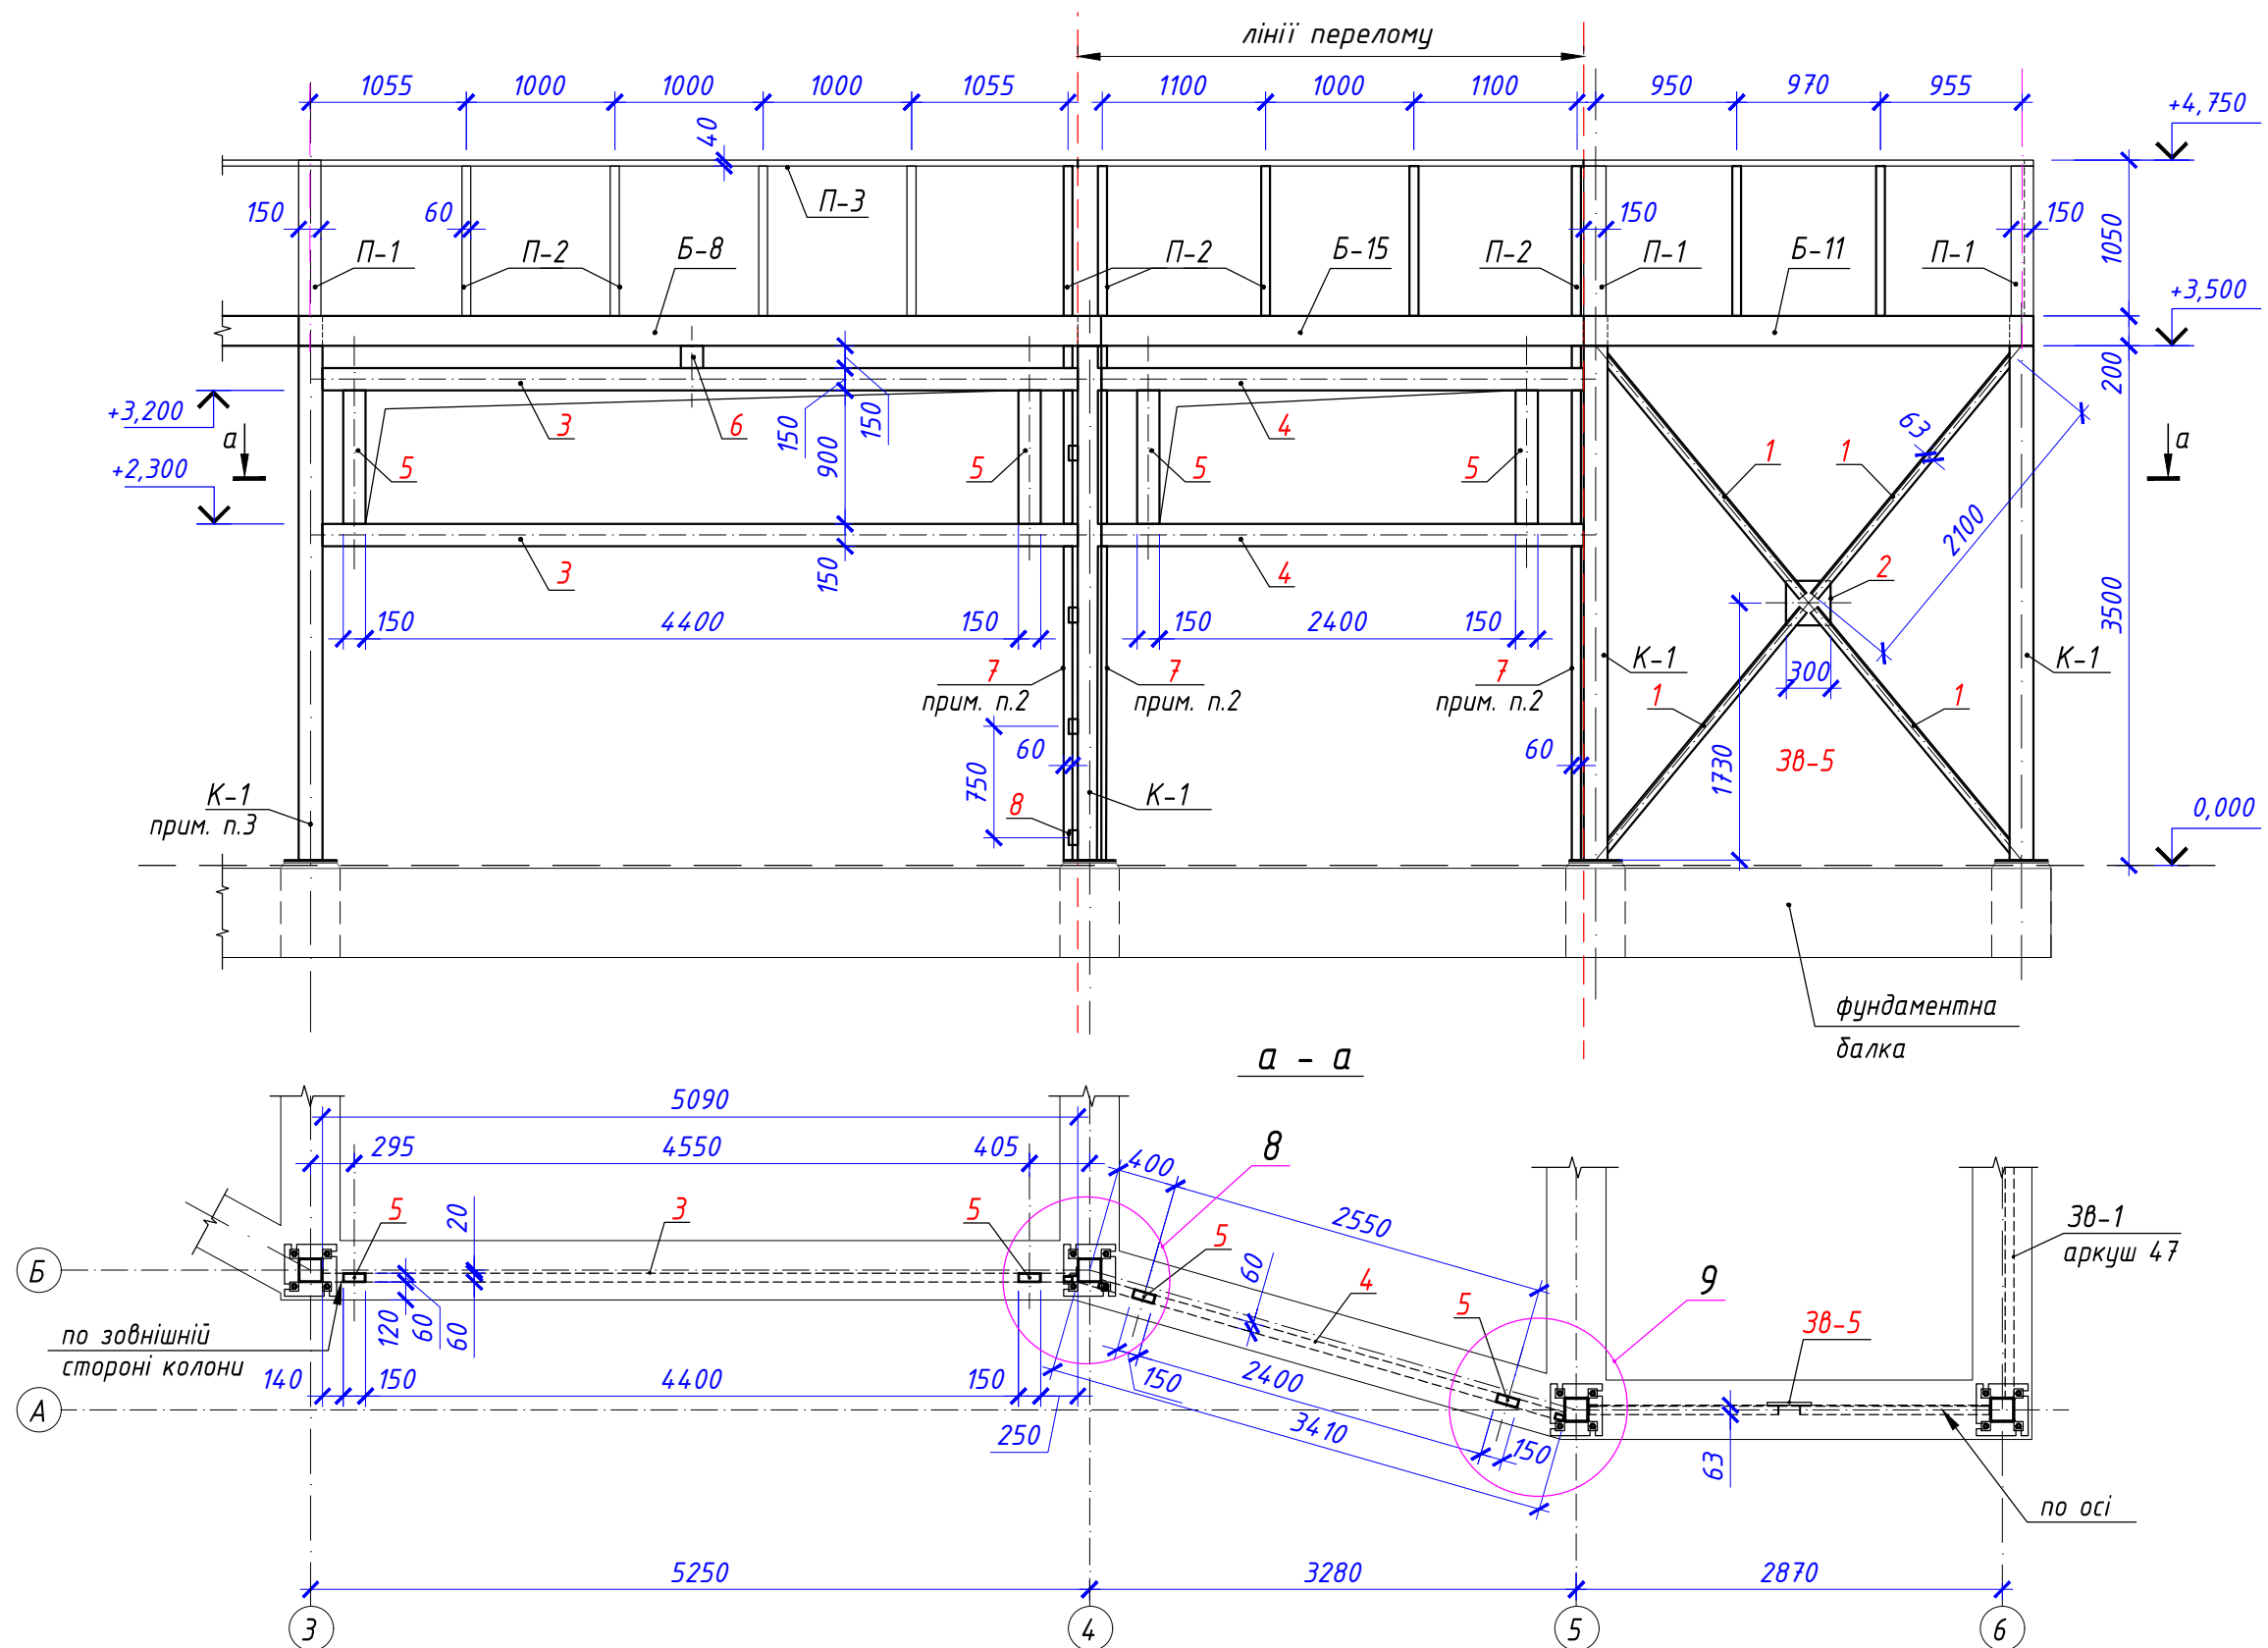 лінії перелому
1055 1000 1000 1000 1055 1100 1000 1100 950 970 955
+4,750
40
П-3
150 60 150 150
П-1 П-2 Б-8 П-2 Б-15 П-2 П-1 Б-11 П-1
1050
+3,500
200
+3,200
3 6 150 150 4
63
а а
+2,300
5 900 5 5 5 1 1
2100
150
3 4 2
3500
150 4400 150 150 2400 150
7 7 7 К-1 300 К-1
прим. п.2 прим. п.2 прим. п.2
1 1
60 60
750 1730
Зв-5
К-1 8 К-1
прим. п.3
0,000
фундаментна
балка
а - а
5090
295 4550 405 8
400
2550
5 3 20 5 5
60
4
Зв-1
аркуш 47
Б
9
5
по зовнішній
стороні колони
120 60 60
Зв-5
140 150 4400 150
150 2400
А
3410
250
150
63
по осі
5250 3280 2870
3 4 5 6